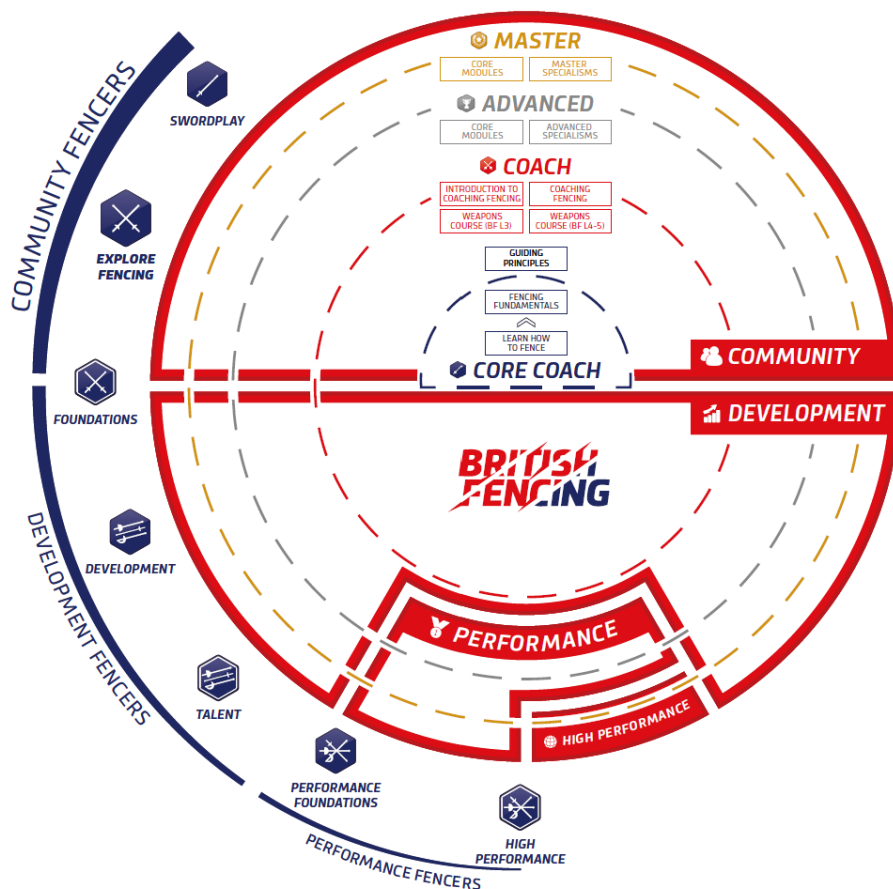 MASTER
CORE
MODULES
MASTER
SPECIALISMS
ADVANCED
CORE
MODULES
ADVANCED
SPECIALISMS
COACH
INTRODUCTION TO
COACHING FENCING
COACHING
FENCING
WEAPONS
COURSE (BF L3)
WEAPONS
COURSE (BF L4-5)
GUIDING
PRINCIPLES
FENCING
FUNDAMENTALS
LEARN HOW
TO FENCE
CORE COACH
COMMUNITY
DEVELOPMENT
BRITISH
FENCING
PERFORMANCE
HIGH PERFORMANCE
COMMUNITY FENCERS
SWORDPLAY
EXPLORE
FENCING
FOUNDATIONS
DEVELOPMENT FENCERS
DEVELOPMENT
TALENT
PERFORMANCE
FOUNDATIONS
HIGH
PERFORMANCE
PERFORMANCE FENCERS